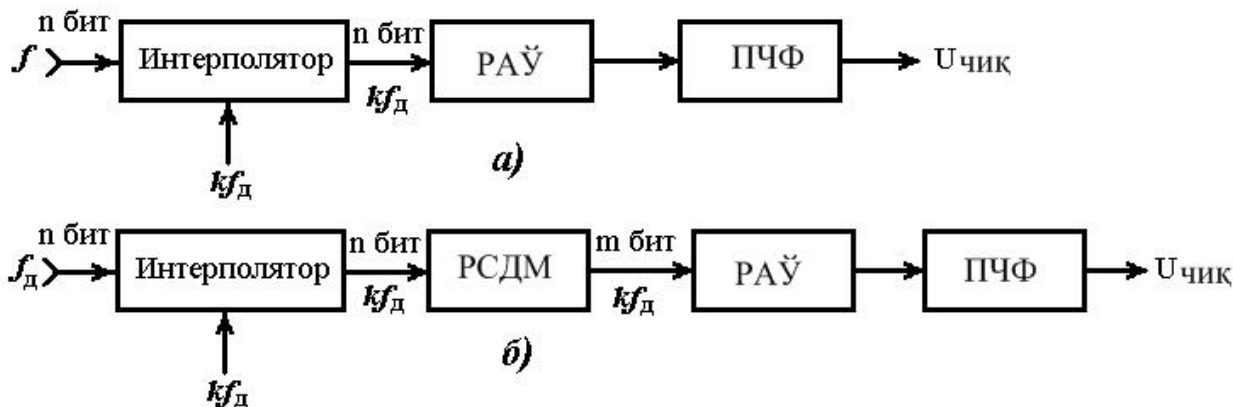 n бит
n бит
f
Интерполятор
РАЎ
ПЧФ
Uчиқ
kfд
kfд
а)
n бит
n бит
m бит
fд
Интерполятор
РСДМ
РАЎ
ПЧФ
Uчиқ
kfд
kfд
kfд
б)